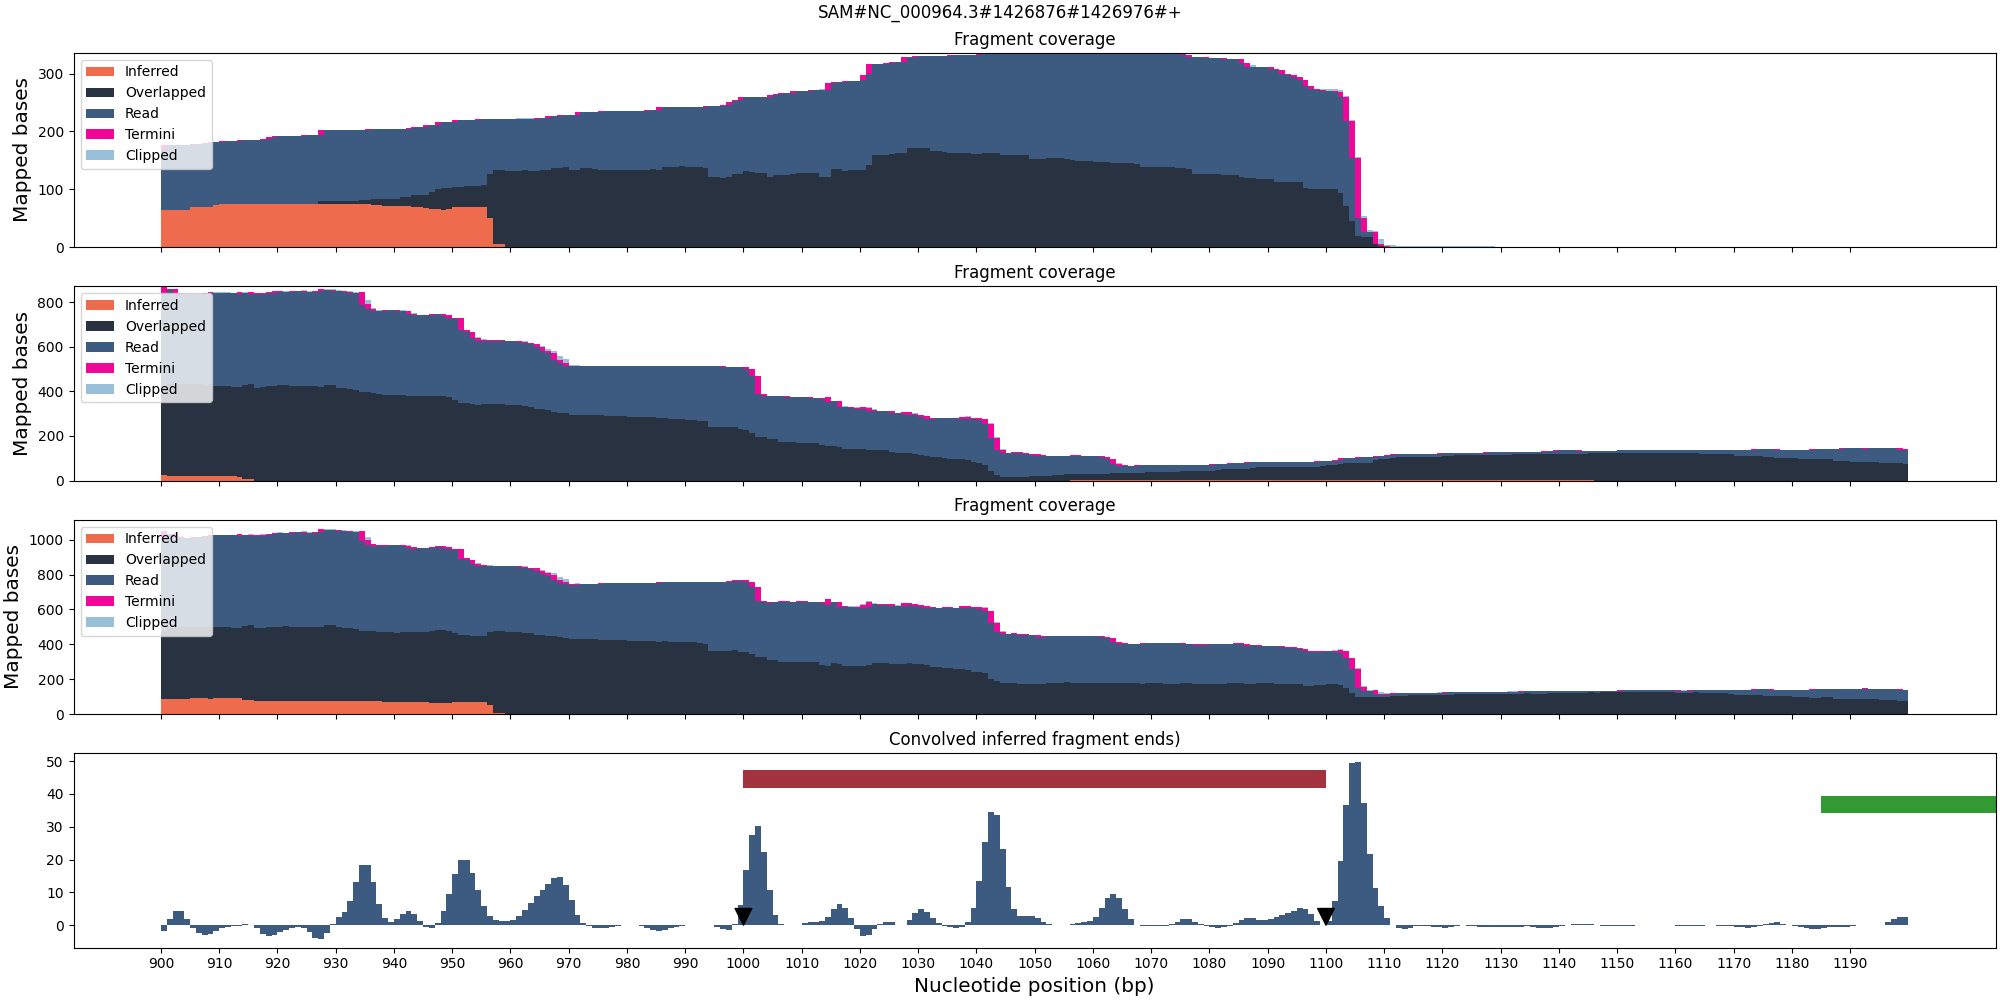 SAM#NC_000964.3#1426876#1426976#+
Fragment coverage
Mapped bases
300
200
100
0
Inferred
Overlapped
Read
Termini
Clipped
Fragment coverage
Mapped bases
800
600
400
200
0
Inferred
Overlapped
Read
Termini
Clipped
Fragment coverage
Mapped bases
1000
800
600
400
200
0
Inferred
Overlapped
Read
Termini
Clipped
Convolved inferred fragment ends)
50
40
30
20
10
0
900 910 920 930 940 950 960 970 980 990 1000 1010 1020 1030 1040 1050 1060 1070 1080 1090 1100 1110 1120 1130 1140 1150 1160 1170 1180 1190
Nucleotide position (bp)